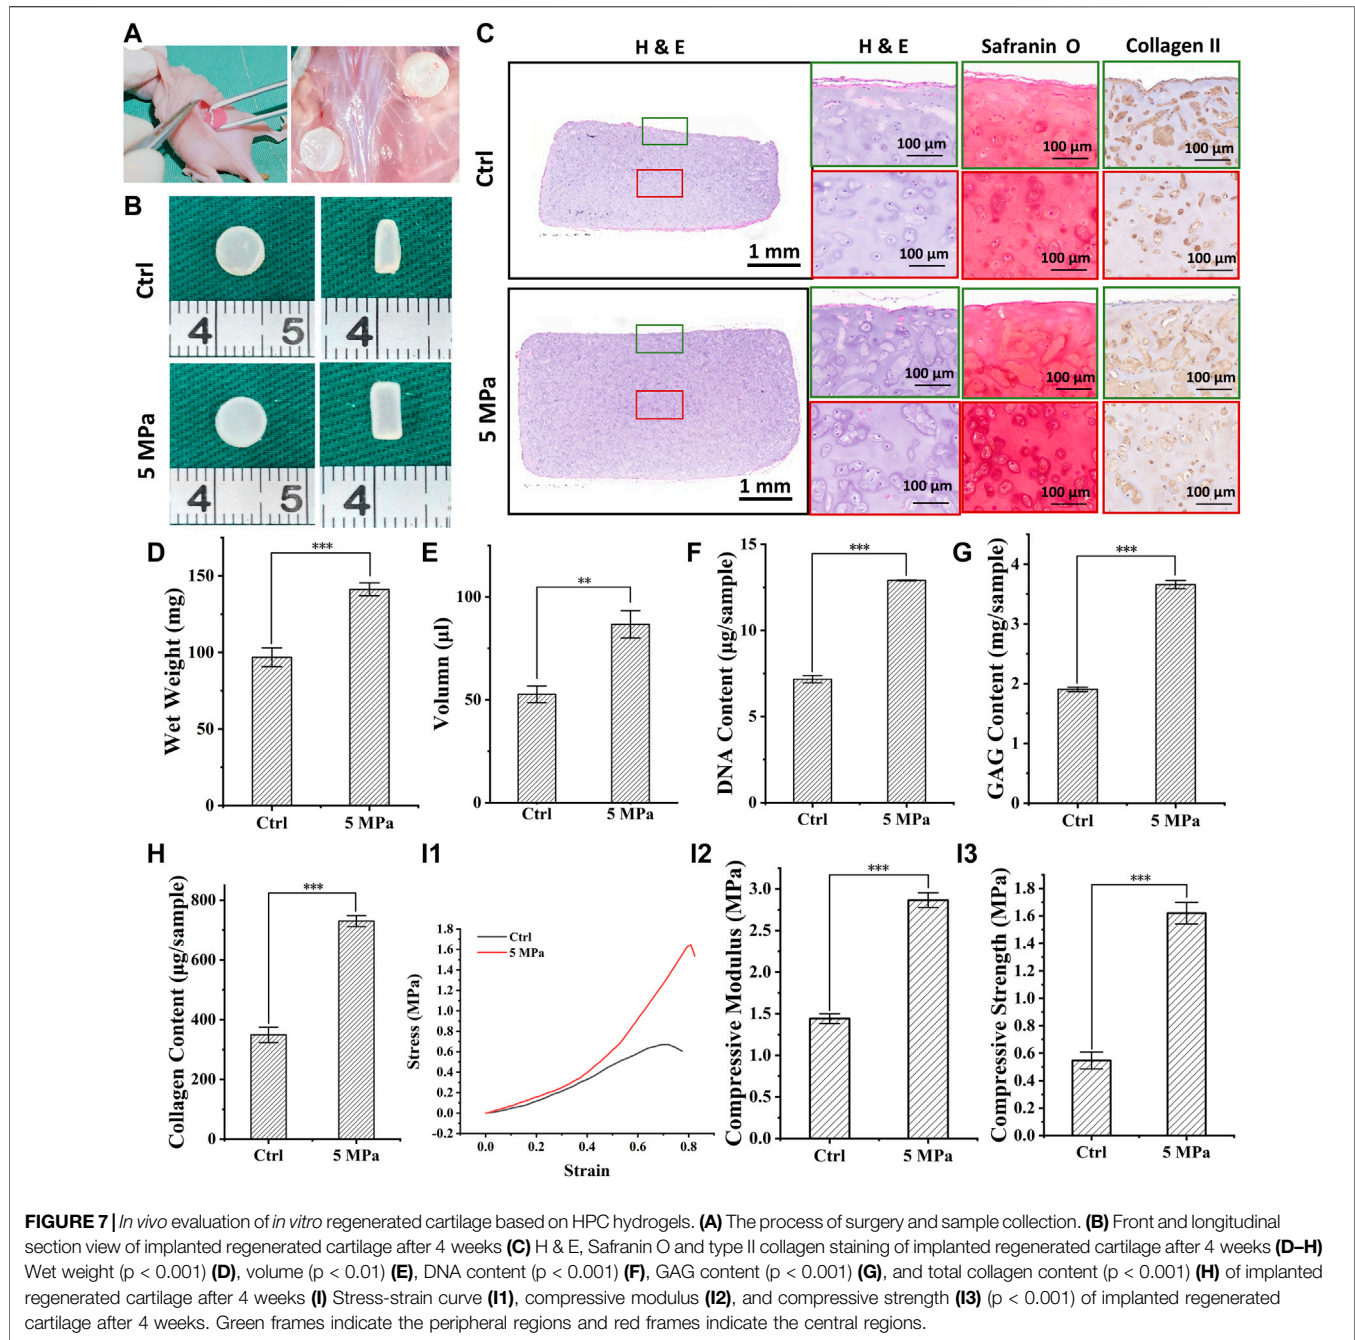 A
C
H & E
H & E
Safranin O
Collagen II
Ctrl
100 µm
100 µm
100 µm
B
1 mm
100 µm
100 µm
100 µm
Ctrl
4 5
4
5 MPa
100 µm
100 µm
100 µm
5 MPa
4 5
4
1 mm
100 µm
100 µm
100 µm
D
Wet Weight (mg)
150
100
50
0
***
Ctrl
5 MPa
E
Volumn (µl)
100
50
0
**
Ctrl
5 MPa
F
DNA Content (µg/sample)
15
10
5
0
***
Ctrl
5 MPa
G
GAG Content (mg/sample)
4
3
2
1
0
***
Ctrl
5 MPa
H
Collagen Content (µg/sample)
800
600
400
200
0
***
Ctrl
5 MPa
I1
Stress (MPa)
1.8
1.6
1.4
1.2
1.0
0.8
0.6
0.4
0.2
0.0
-0.2
Ctrl
5 MPa
0.0 0.2 0.4 0.6 0.8
Strain
I2
Compressive Modulus (MPa)
3.0
2.5
2.0
1.5
1.0
0.5
0.0
***
Ctrl
5 MPa
I3
Compressive Strength (MPa)
1.8
1.6
1.4
1.2
1.0
0.8
0.6
0.4
0.2
0.0
***
Ctrl
5 MPa
FIGURE 7 | In vivo evaluation of in vitro regenerated cartilage based on HPC hydrogels. (A) The process of surgery and sample collection. (B) Front and longitudinal
section view of implanted regenerated cartilage after 4 weeks (C) H & E, Safranin O and type II collagen staining of implanted regenerated cartilage after 4 weeks (D–H)
Wet weight (p < 0.001) (D), volume (p < 0.01) (E), DNA content (p < 0.001) (F), GAG content (p < 0.001) (G), and total collagen content (p < 0.001) (H) of implanted
regenerated cartilage after 4 weeks (I) Stress-strain curve (I1), compressive modulus (I2), and compressive strength (I3) (p < 0.001) of implanted regenerated
cartilage after 4 weeks. Green frames indicate the peripheral regions and red frames indicate the central regions.